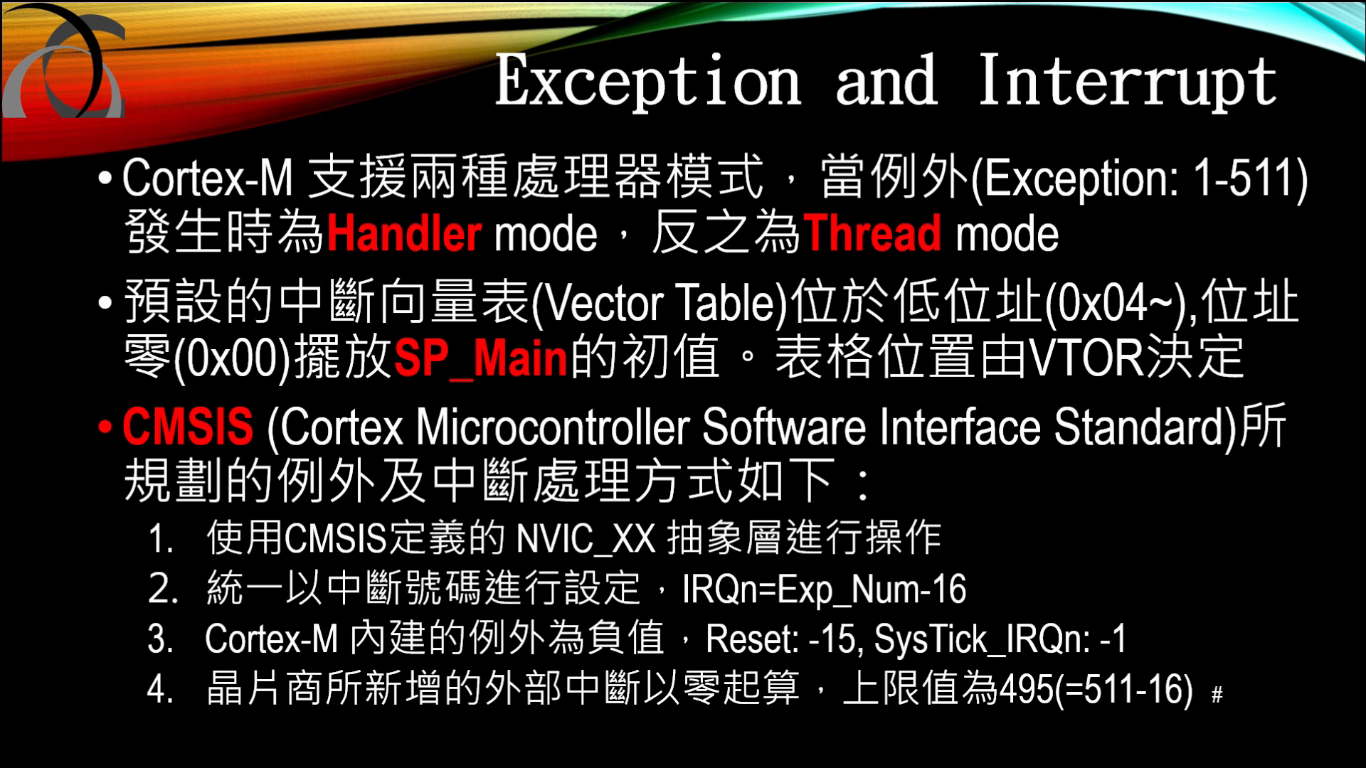 Exception and Interrupt
•Cortex-M 支援兩種處理器模式，當例外(Exception: 1-511)
發生時為Handler mode，反之為Thread mode
•預設的中斷向量表(Vector Table)位於低位址(0x04~),位址
零(0x00)擺放SP_Main的初值。表格位置由VTOR決定
•CMSIS (Cortex Microcontroller Software Interface Standard)所
規劃的例外及中斷處理方式如下：
1. 使用CMSIS定義的 NVIC_XX 抽象層進行操作
2. 統一以中斷號碼進行設定，IRQn=Exp_Num-16
3. Cortex-M 內建的例外為負值，Reset: -15, SysTick_IRQn: -1
4. 晶片商所新增的外部中斷以零起算，上限值為495(=511-16) #